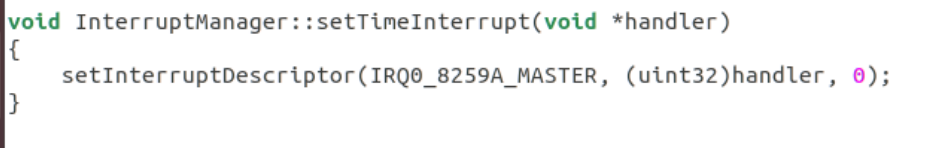 void InterruptManager::setTimeInterrupt(void *handler)
{
    setInterruptDescriptor(IRQ0_8259A_MASTER, (uint32)handler, 0);
}